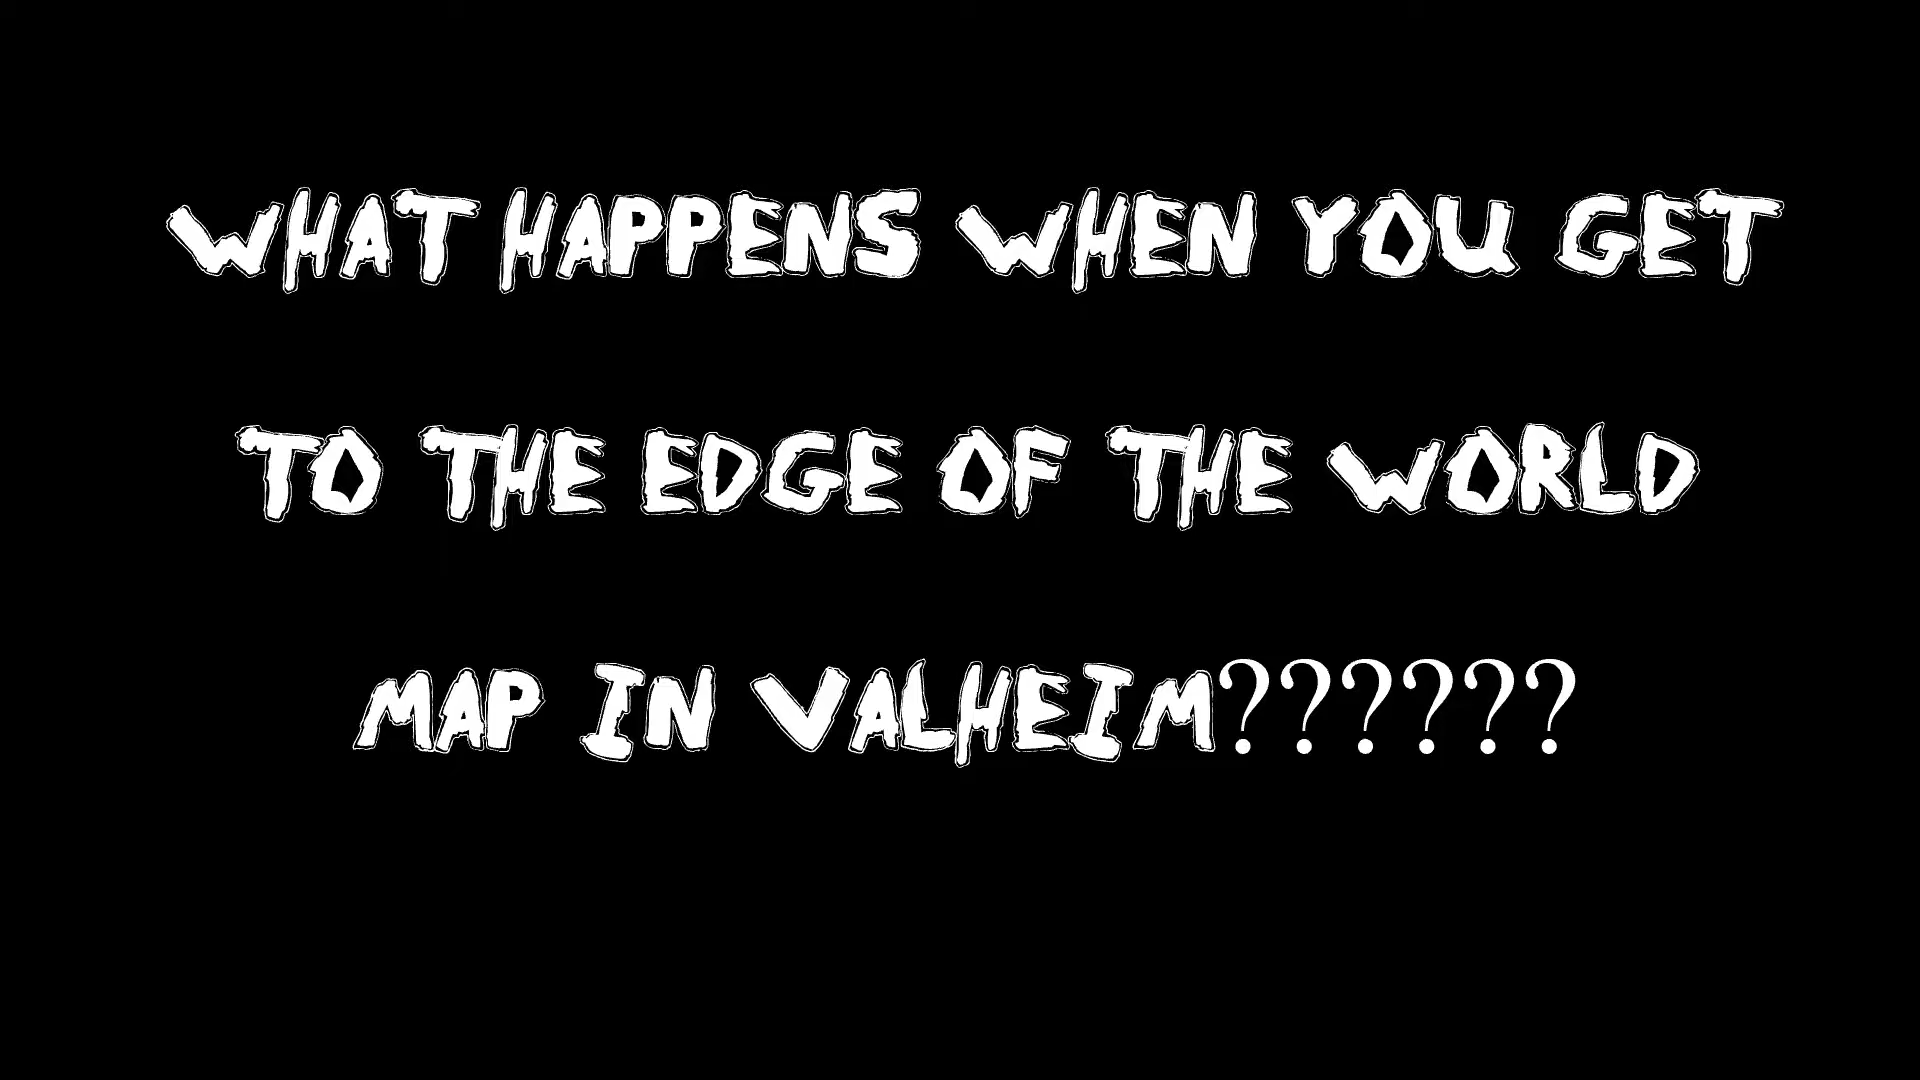 WHAT HAPPENS WHEN YOU GET
TO THE EDGE OF THE WORLD
MAP IN VALHEIM??????